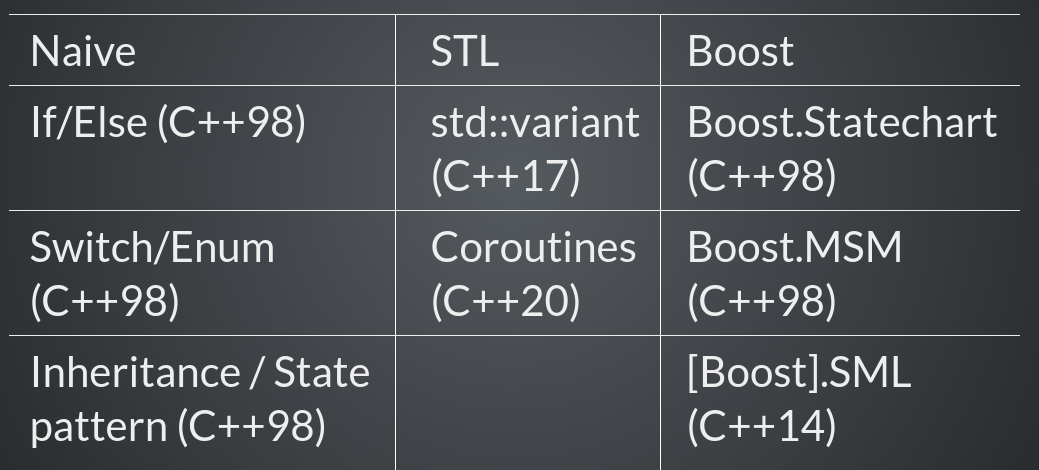 Naive
STL
Boost
If/Else (C++98)
std::variant
(C++17)
Boost.Statechart
(C++98)
Switch/Enum
(C++98)
Coroutines
(C++20)
Boost.MSM
(C++98)
Inheritance / State
pattern (C++98)
[Boost].SML
(C++14)